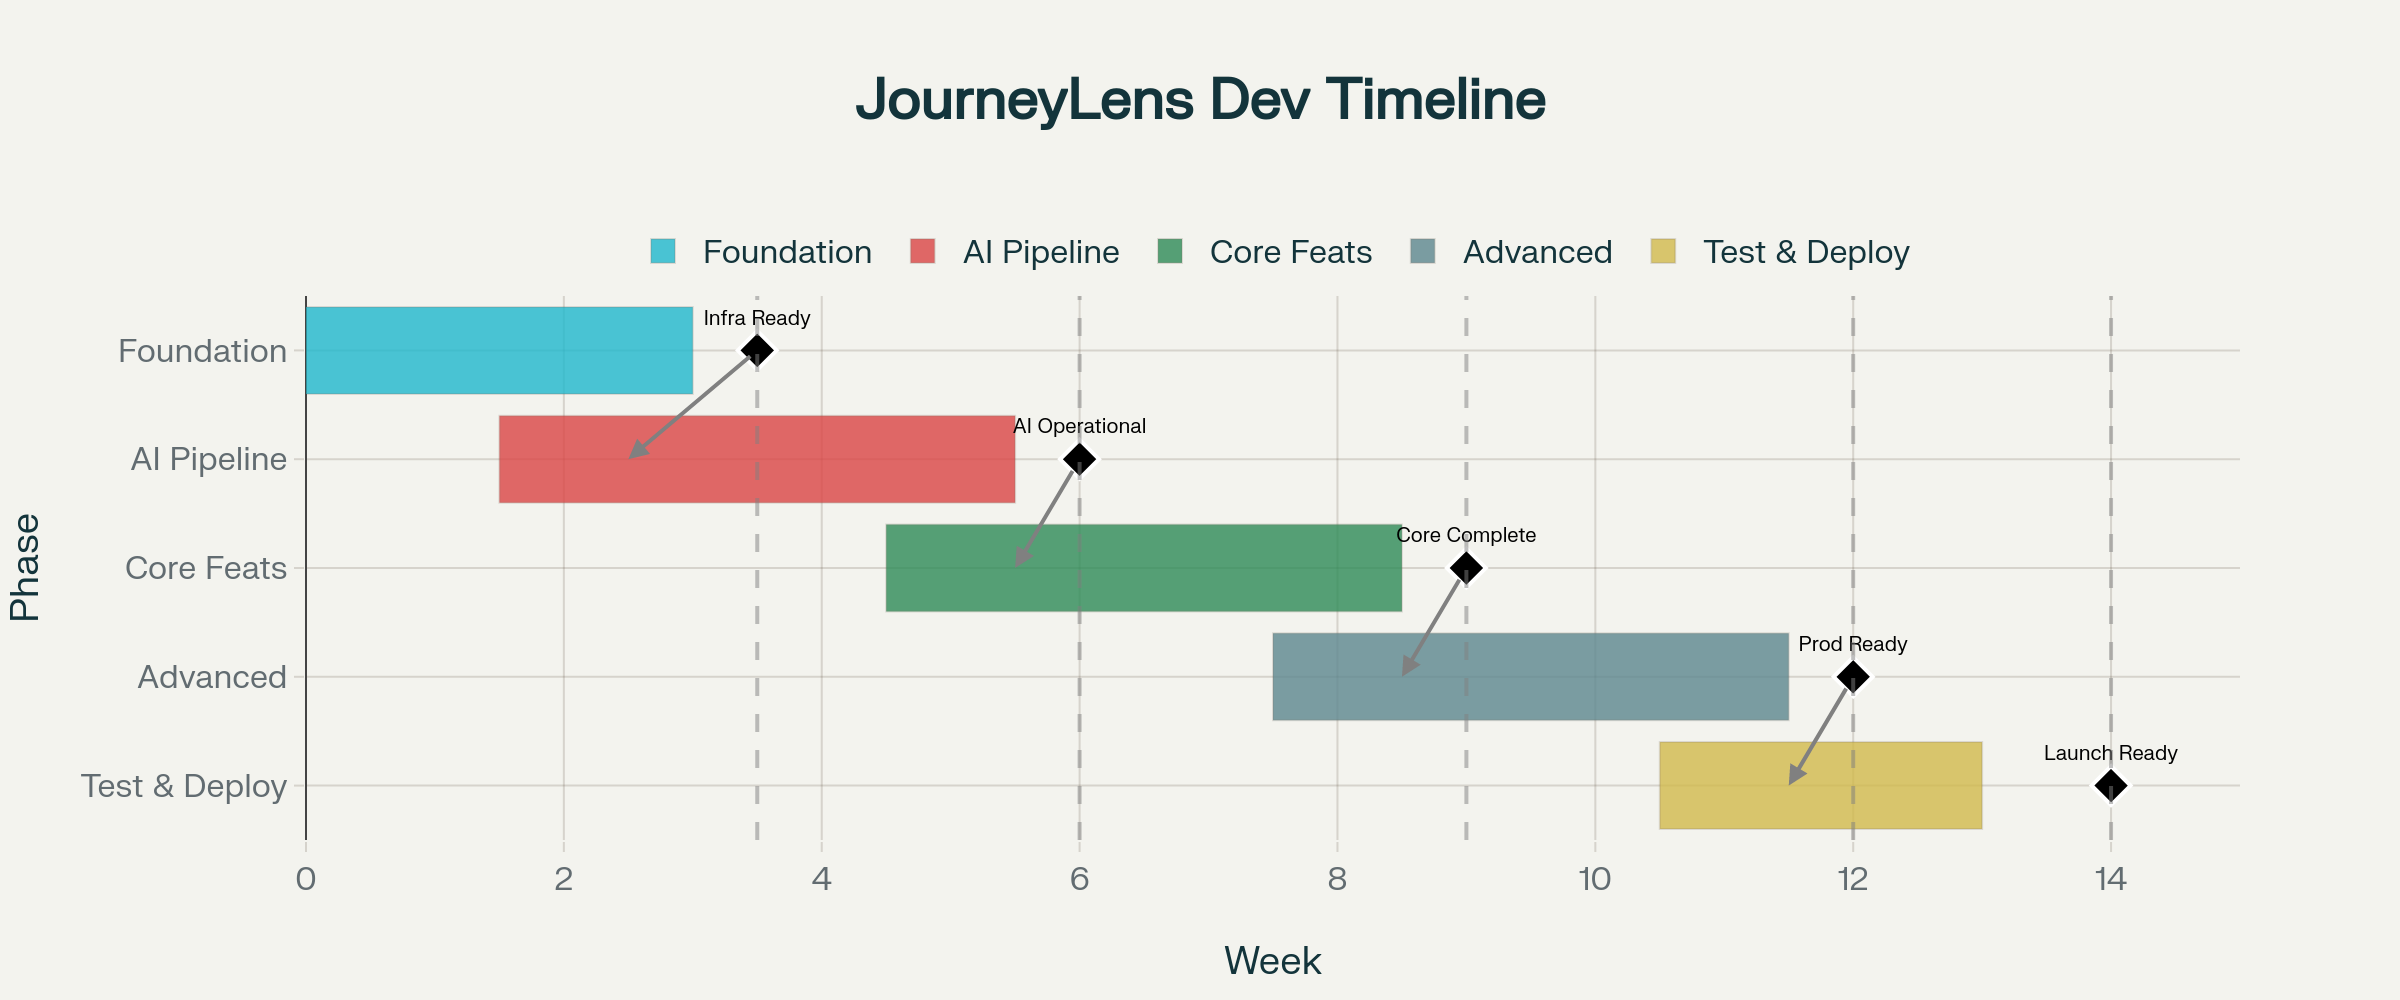 JourneyLens Dev Timeline
Foundation AI Pipeline Core Feats Advanced Test & Deploy
Infra Ready
Foundation
AI Operational
AI Pipeline
Core Complete
Core Feats
Prod Ready
Advanced
Launch Ready
Test & Deploy
Phase
0 2 4 6 8 10 12 14
Week